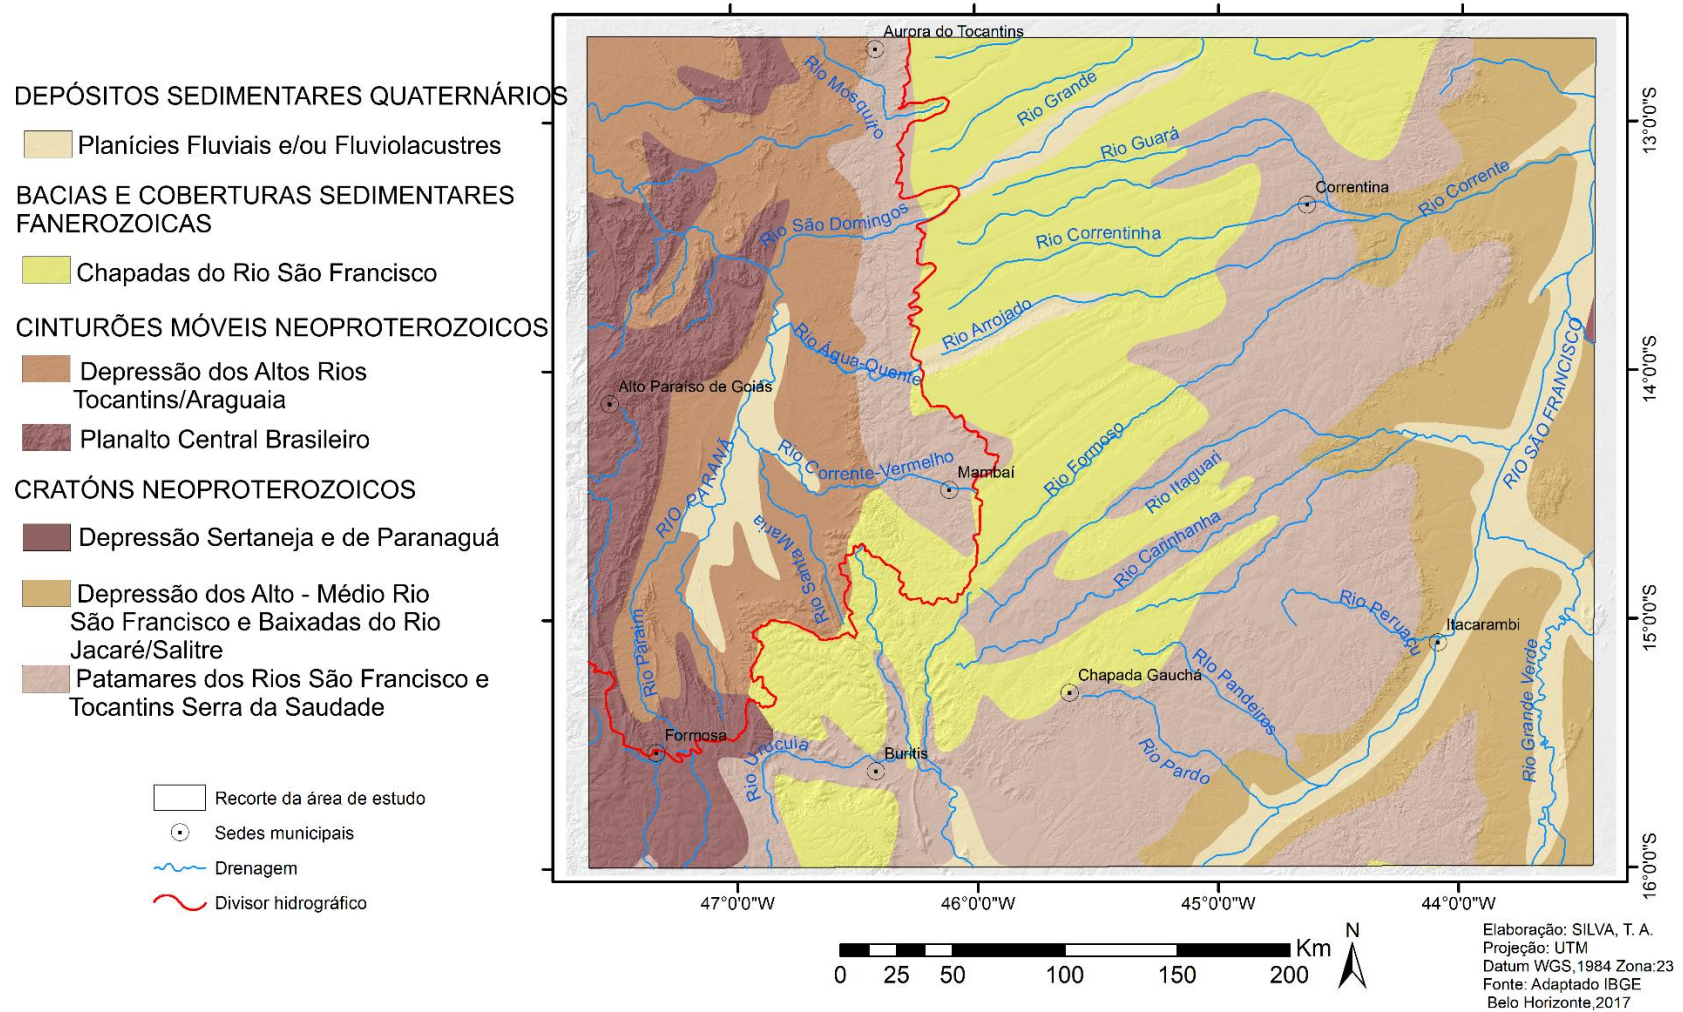 DEPÓSITOS SEDIMENTARES QUATERNÁRIOS
Planícies Fluviais e/ou Fluviolacustres
BACIAS E COBERTURAS SEDIMENTARES
FANEROZOICAS
Chapadas do Rio São Francisco
CINTURÕES MÓVEIS NEOPROTEROZOICOS
Depressão dos Altos Rios
Tocantins/Araguaia
Planalto Central Brasileiro
CRATÓNS NEOPROTEROZOICOS
Depressão Sertaneja e de Paranaguá
Depressão dos Alto - Médio Rio
São Francisco e Baixadas do Rio
Jacaré/Salitre
Patamares dos Rios São Francisco e
Tocantins Serra da Saudade
Recorte da área de estudo
Sedes municipais
Drenagem
Divisor hidrográfico
Aurora do Tocantins
Rio Mosquito
Rio Grande
Rio Guará
Correntina
Rio Corrente
Rio São Domingos
Rio Correntinha
Rio Arrojado
Rio Água-Quente
Alto Paraíso de Goiás
RIO SÃO FRANCISCO
RIO PARANÃ
Rio Corrente-Vermelho
Mambaí
Rio Formoso
Rio Itaguari
Rio Carinhanha
Rio Santa Maria
Rio Peruaçu
Itacarambi
Rio Paraim
Chapada Gaucha
Rio Pandeiros
Rio Grande Verde
Formosa
Rio Urucuia
Buritis
Rio Pardo
13°0'0"S
14°0'0"S
15°0'0"S
16°0'0"S
47°0'0"W
46°0'0"W
45°0'0"W
44°0'0"W
0 25 50 100 150 200
Km
N
Elaboração: SILVA, T. A.
Projeção: UTM
Datum WGS,1984 Zona:23
Fonte: Adaptado IBGE
Belo Horizonte,2017